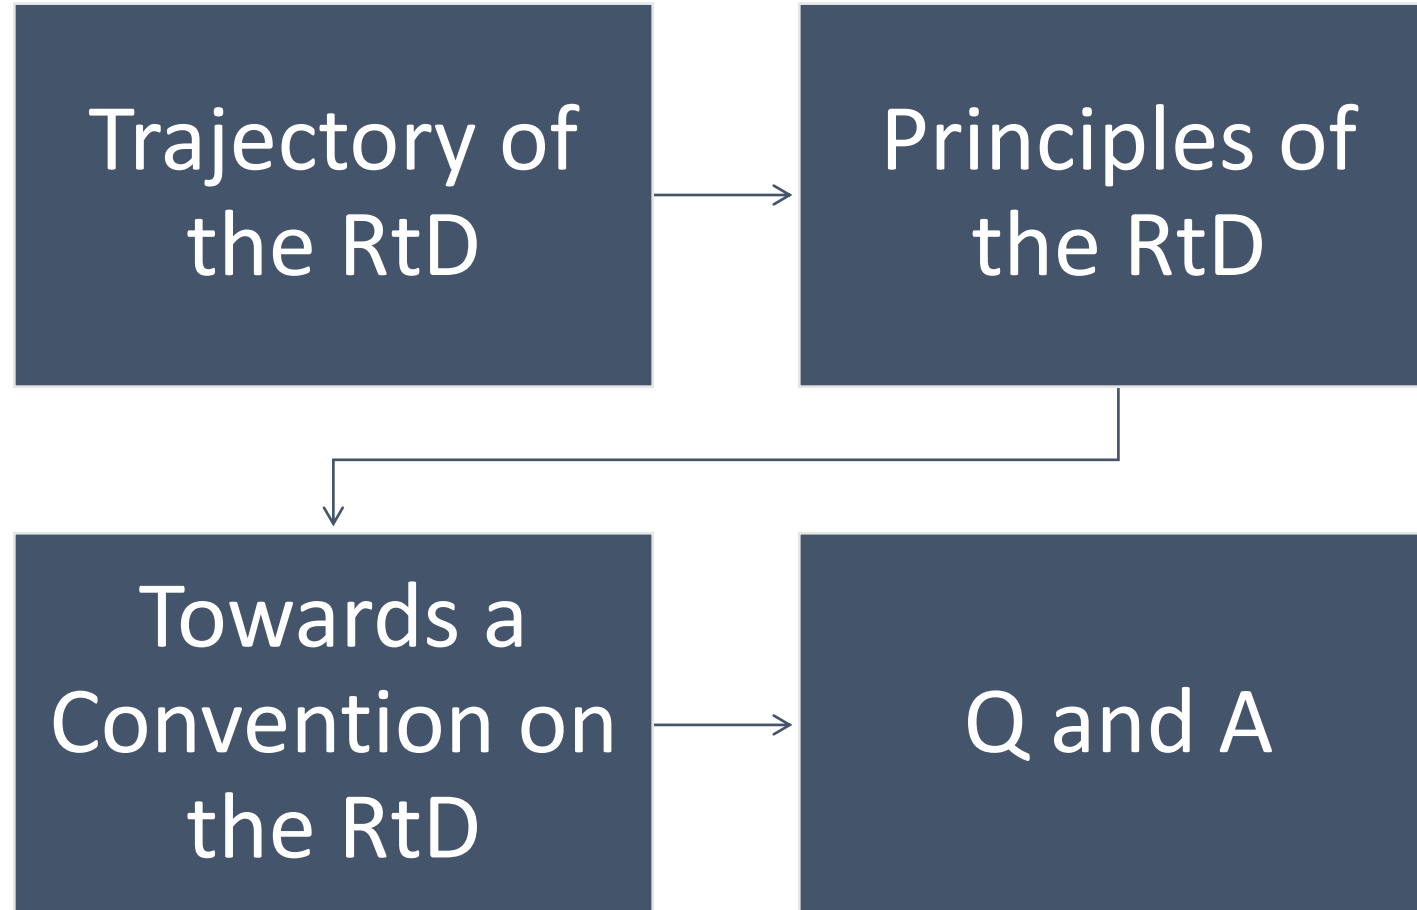 Trajectory of
the RtD
Principles of
the RtD
Towards a
Convention on
the RtD
Q and A